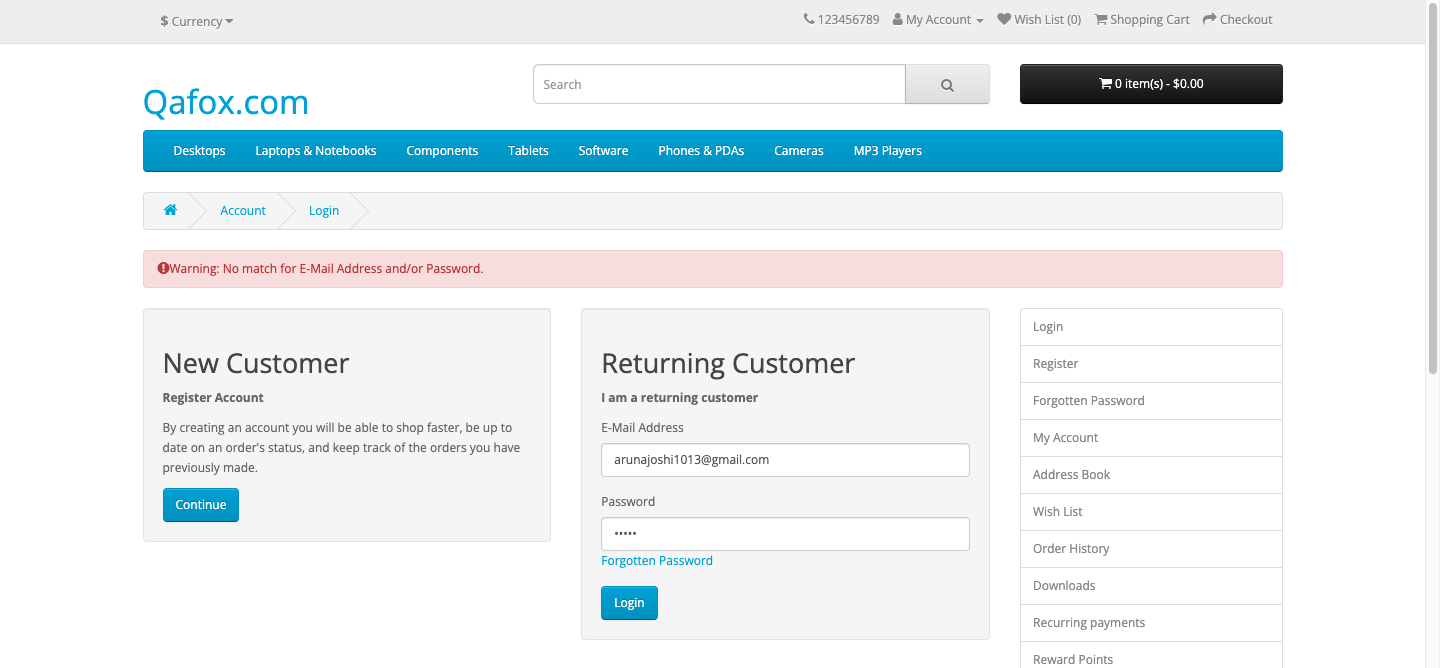 $ Currency
123456789 My Account Wish List (0) Shopping Cart Checkout
Qafox.com
Search
0 item(s) - $0.00
Desktops Laptops & Notebooks Components Tablets Software Phones & PDAs Cameras MP3 Players
Account Login
Warning: No match for E-Mail Address and/or Password.
New Customer
Register Account
By creating an account you will be able to shop faster, be up to
date on an order's status, and keep track of the orders you have
previously made.
Continue
Returning Customer
I am a returning customer
E-Mail Address
arunajoshi1013@gmail.com
Password
•••••
Forgotten Password
Login
Login
Register
Forgotten Password
My Account
Address Book
Wish List
Order History
Downloads
Recurring payments
Reward Points